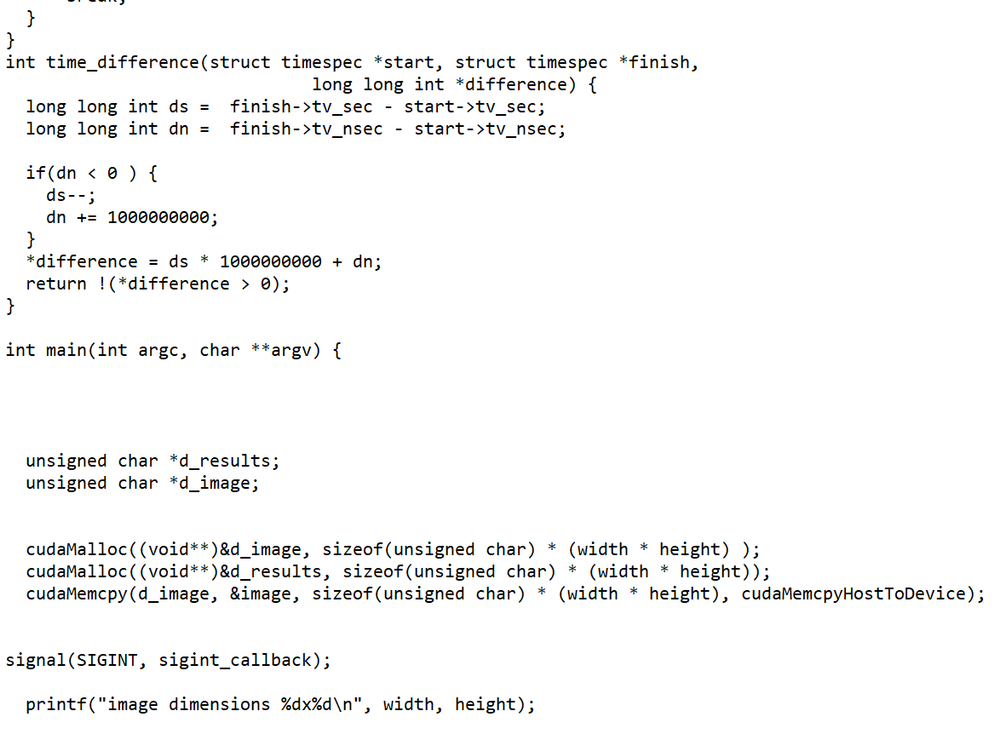 }
}
int time_difference(struct timespec *start, struct timespec *finish,
                              long long int *difference) {
  long long int ds =  finish->tv_sec - start->tv_sec;
  long long int dn =  finish->tv_nsec - start->tv_nsec;

  if(dn < 0 ) {
    ds--;
    dn += 1000000000;
  }
  *difference = ds * 1000000000 + dn;
  return !(*difference > 0);
}

int main(int argc, char **argv) {




  unsigned char *d_results;
  unsigned char *d_image;


  cudaMalloc((void**)&d_image, sizeof(unsigned char) * (width * height) );
  cudaMalloc((void**)&d_results, sizeof(unsigned char) * (width * height));
  cudaMemcpy(d_image, &image, sizeof(unsigned char) * (width * height), cudaMemcpyHostToDevice);


signal(SIGINT, sigint_callback);

  printf("image dimensions %dx%d\n", width, height);